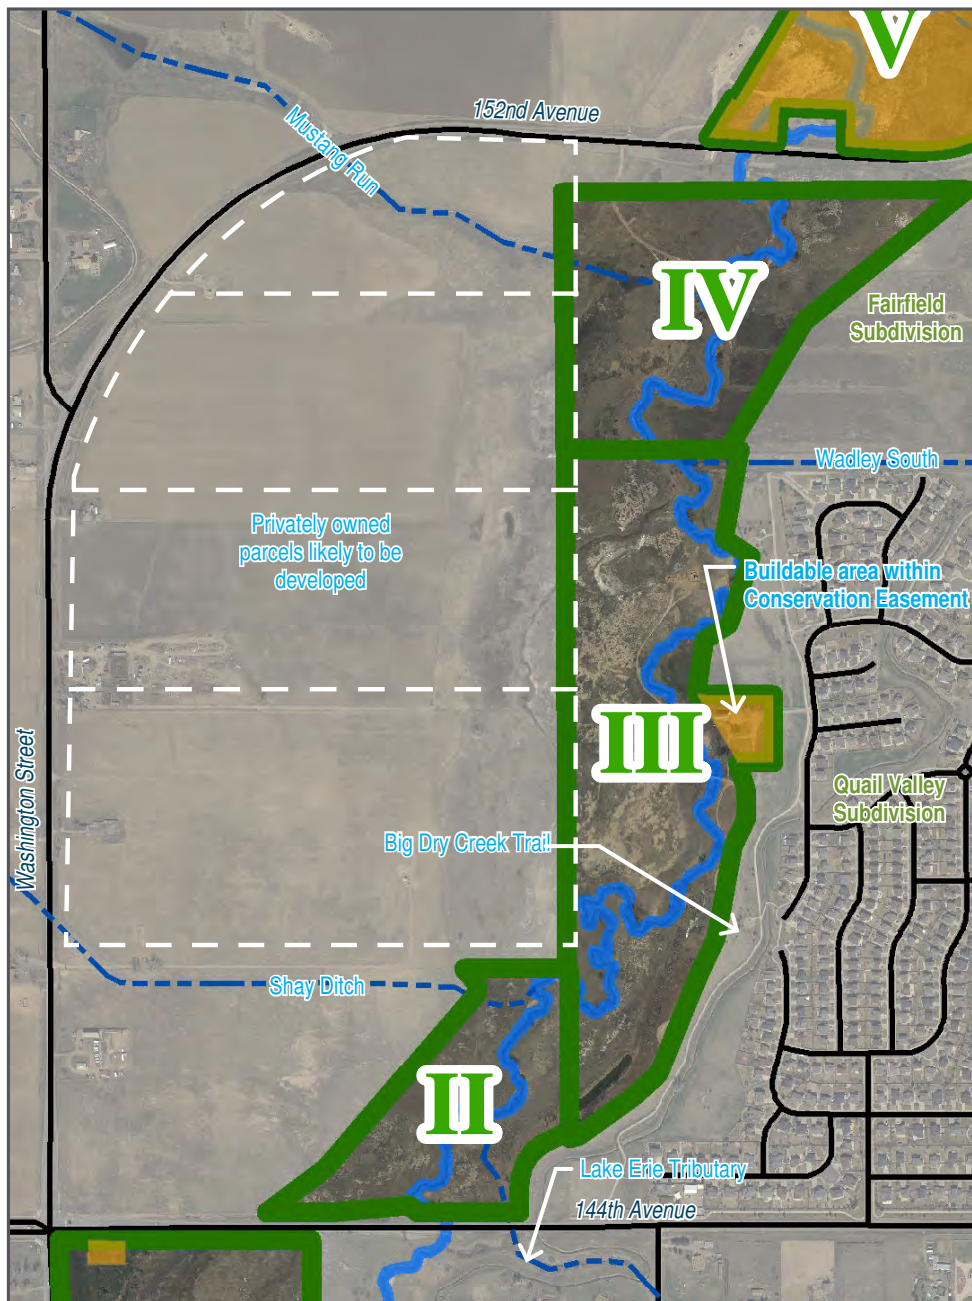 V
152nd Avenue
Mustang Run
IV
Fairfield
Subdivision
Wadley South
Privately owned
parcels likely to be
developed
Buildable area within
Conservation Easement
III
Washington Street
Quail Valley
Subdivision
Big Dry Creek Trail
Shay Ditch
II
Lake Erie Tributary
144th Avenue